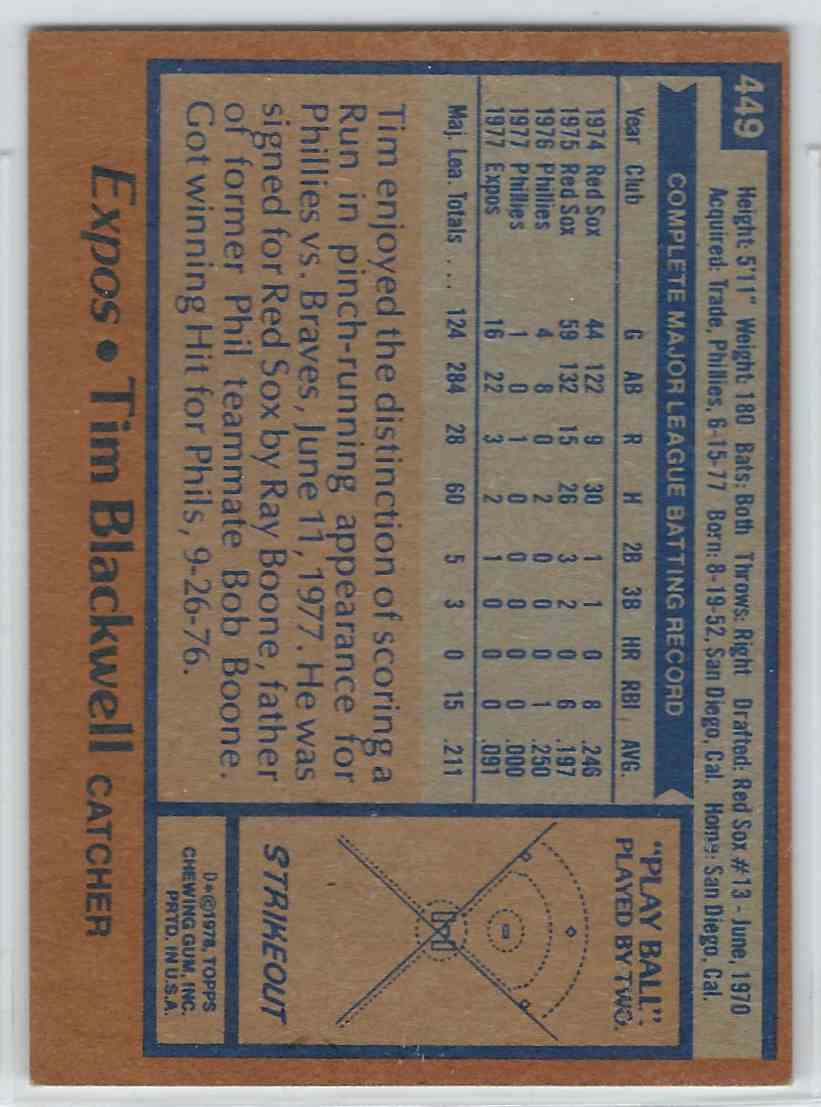 449
Height: 5'11" Weight: 180 Bats: Both Throws: Right Drafted: Red Sox #13 - June, 1970
Acquired: Trade, Phillies, 6-15-77 Born: 8-19-52, San Diego, Cal. Home: San Diego, Cal.
COMPLETE MAJOR LEAGUE BATTING RECORD
Year Club G AB R H 2B 3B HR RBI AVG.
1974 Red Sox 44 122 9 30 1 1 0 8 .246
1975 Red Sox 59 132 15 26 3 2 0 6 .197
1976 Phillies 4 8 0 2 0 0 0 1 .250
1977 Phillies 1 0 1 0 0 0 0 0 .000
1977 Expos 16 22 3 2 1 0 0 0 .091
Maj. Lea. Totals . . . 124 284 28 60 5 3 0 15 .211
Tim enjoyed the distinction of scoring a
Run in pinch-running appearance for
Phillies vs. Braves, June 11, 1977. He was
signed for Red Sox by Ray Boone, father
of former Phil teammate Bob Boone.
Got winning Hit for Phils, 9-26-76.
"PLAY BALL"
PLAYED BY TWO.
STRIKEOUT
D*©1978, TOPPS
CHEWING GUM, INC.
PRTD. IN U.S.A.
Expos • Tim Blackwell CATCHER